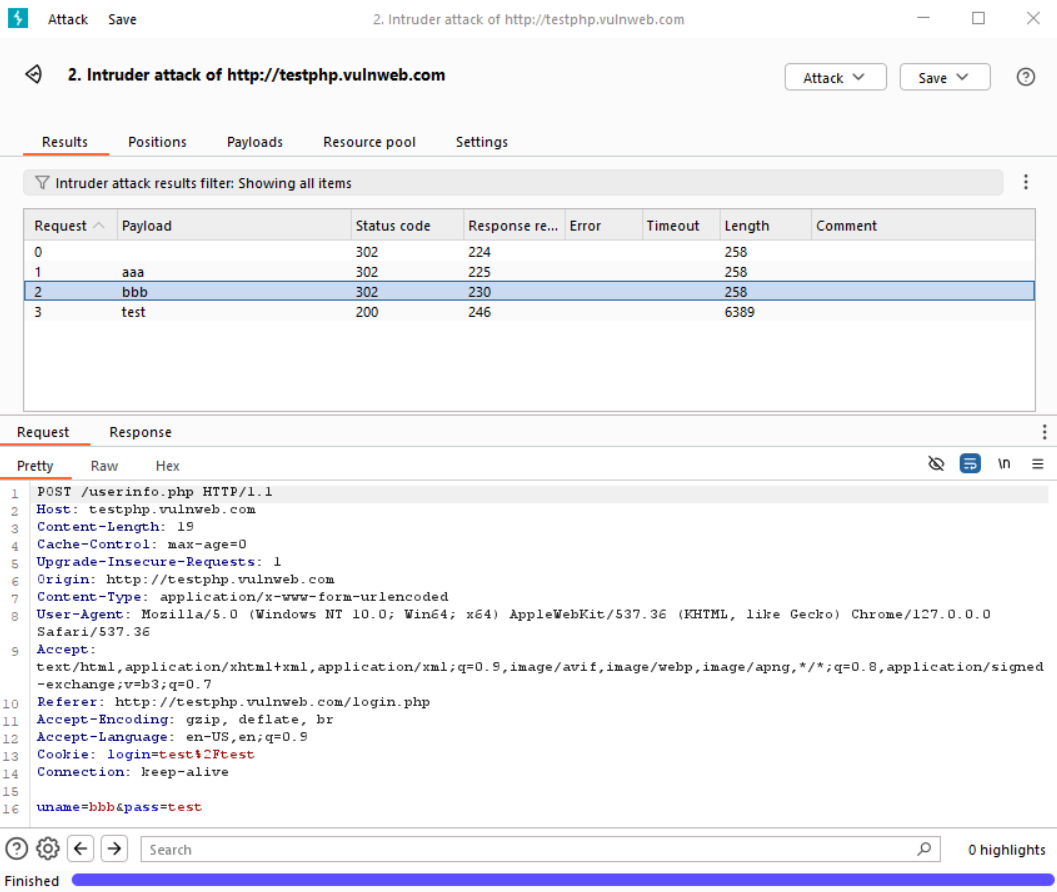 Attack Save 2. Intruder attack of http://testphp.vulnweb.com
2. Intruder attack of http://testphp.vulnweb.com Attack Save
Results Positions Payloads Resource pool Settings
Intruder attack results filter: Showing all items
Request Payload Status code Response re... Error Timeout Length Comment
0 302 224 258
1 aaa 302 225 258
2 bbb 302 230 258
3 test 200 246 6389
Request Response
Pretty Raw Hex \n
1 POST /userinfo.php HTTP/1.1
2 Host: testphp.vulnweb.com
3 Content-Length: 19
4 Cache-Control: max-age=0
5 Upgrade-Insecure-Requests: 1
6 Origin: http://testphp.vulnweb.com
7 Content-Type: application/x-www-form-urlencoded
8 User-Agent: Mozilla/5.0 (Windows NT 10.0; Win64; x64) AppleWebKit/537.36 (KHTML, like Gecko) Chrome/127.0.0.0
Safari/537.36
9 Accept:
text/html,application/xhtml+xml,application/xml;q=0.9,image/avif,image/webp,image/apng,*/*;q=0.8,application/signed
-exchange;v=b3;q=0.7
10 Referer: http://testphp.vulnweb.com/login.php
11 Accept-Encoding: gzip, deflate, br
12 Accept-Language: en-US,en;q=0.9
13 Cookie: login=test%2Ftest
14 Connection: keep-alive
15
16 uname=bbb&pass=test
Search 0 highlights
Finished